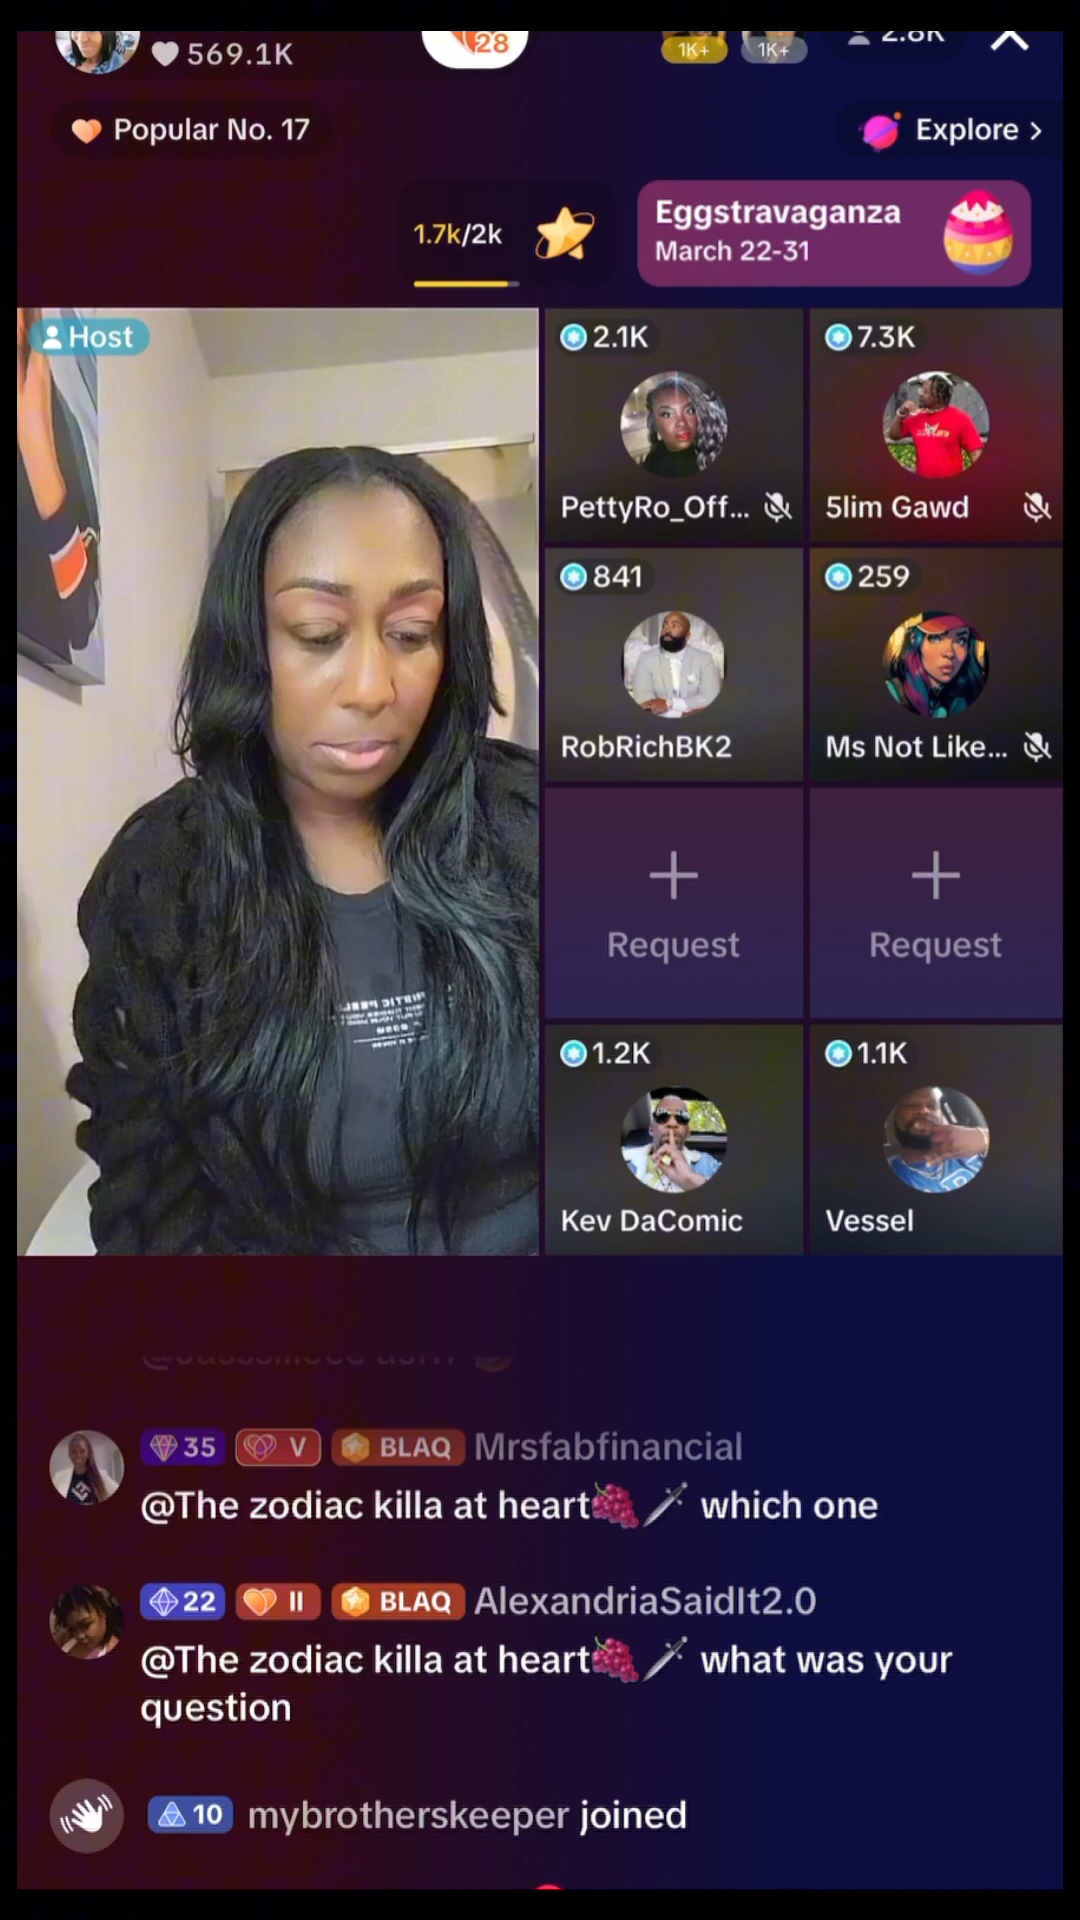 569.1K
28
1K+
1K+
2.8K
Popular No. 17
Explore >
1.7k/2k
Eggstravaganza
March 22-31
Host
2.1K
7.3K
PettyRo_Off...
5lim Gawd
841
259
RobRichBK2
Ms Not Like...
Request
Request
1.2K
1.1K
Kev DaComic
Vessel
35 V BLAQ Mrsfabfinancial
@The zodiac killa at heart🍇🗡️ which one
22 II BLAQ AlexandriaSaidIt2.0
@The zodiac killa at heart🍇🗡️ what was your
question
10 mybrotherskeeper joined